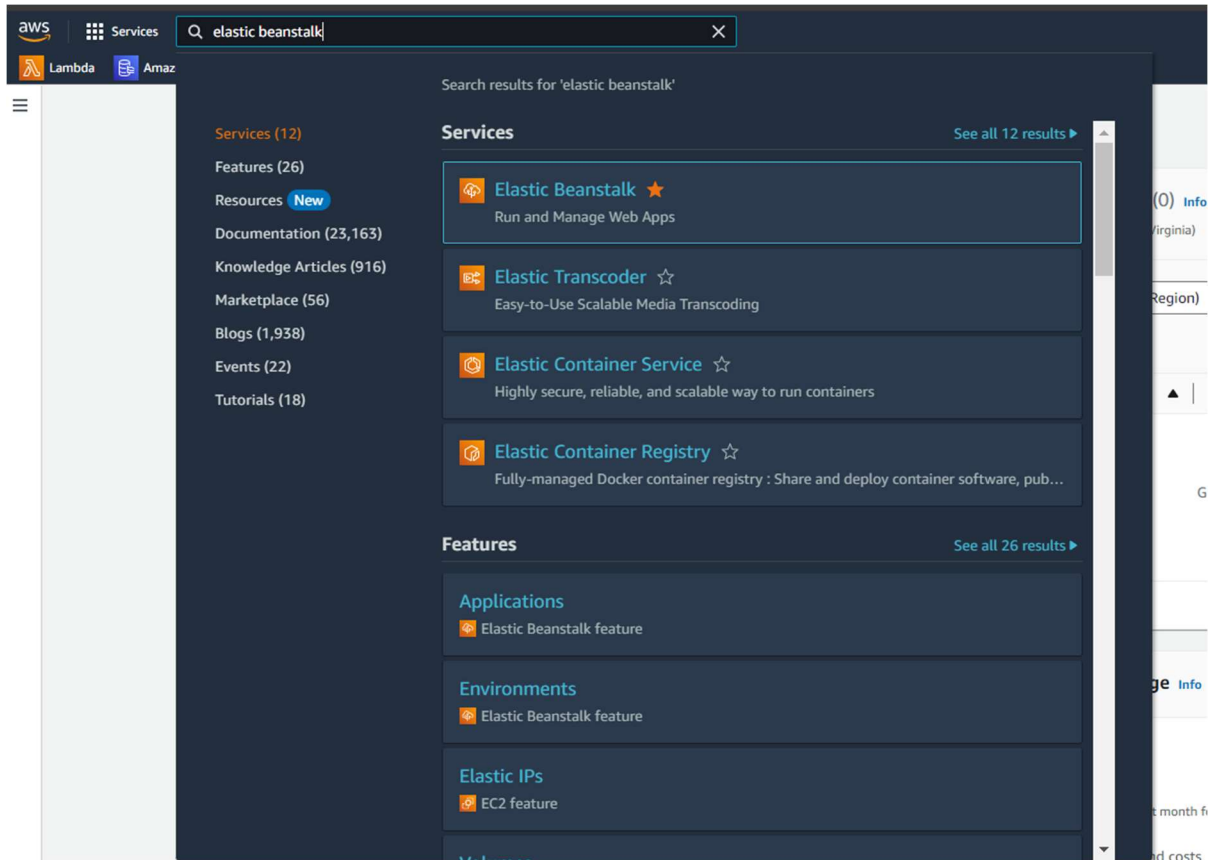 aws
Services
elastic beanstalk
Lambda
Amaz
Search results for 'elastic beanstalk'
Services (12)
Features (26)
Resources New
Documentation (23,163)
Knowledge Articles (916)
Marketplace (56)
Blogs (1,938)
Events (22)
Tutorials (18)
Services
See all 12 results
Elastic Beanstalk
Run and Manage Web Apps
Elastic Transcoder
Easy-to-Use Scalable Media Transcoding
Elastic Container Service
Highly secure, reliable, and scalable way to run containers
Elastic Container Registry
Fully-managed Docker container registry : Share and deploy container software, pub...
Features
See all 26 results
Applications
Elastic Beanstalk feature
Environments
Elastic Beanstalk feature
Elastic IPs
EC2 feature
(0) Info
Virginia)
Region)
G
ge Info
t month f
nd costs